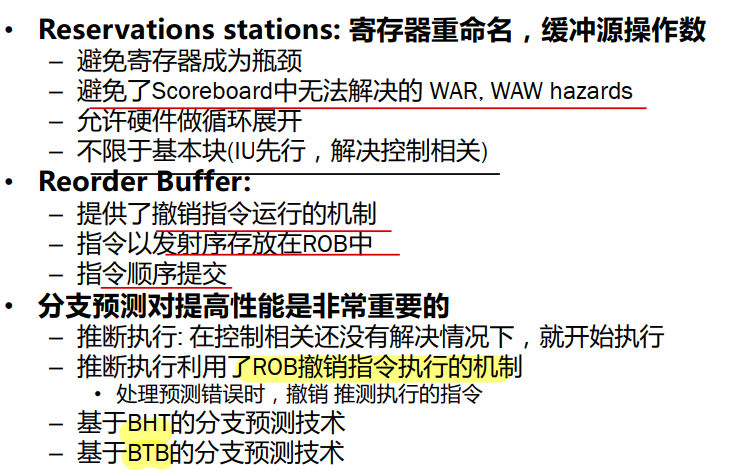 • Reservations stations: 寄存器重命名，缓冲源操作数
– 避免寄存器成为瓶颈
– 避免了Scoreboard中无法解决的 WAR, WAW hazards
– 允许硬件做循环展开
– 不限于基本块(IU先行，解决控制相关)
• Reorder Buffer:
– 提供了撤销指令运行的机制
– 指令以发射序存放在ROB中
– 指令顺序提交
• 分支预测对提高性能是非常重要的
– 推断执行: 在控制相关还没有解决情况下，就开始执行
– 推断执行利用了ROB撤销指令执行的机制
• 处理预测错误时，撤销 推测执行的指令
– 基于BHT的分支预测技术
– 基于BTB的分支预测技术